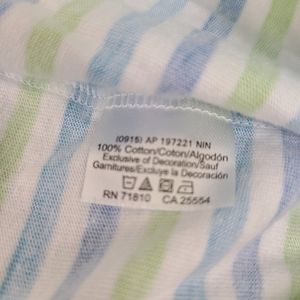 (0915) AP 197221 NIN
100% Cotton/Coton/Algodón
Exclusive of Decoration/Sauf
Garnitures/Excluye la Decoración
RN 71810 CA 25554